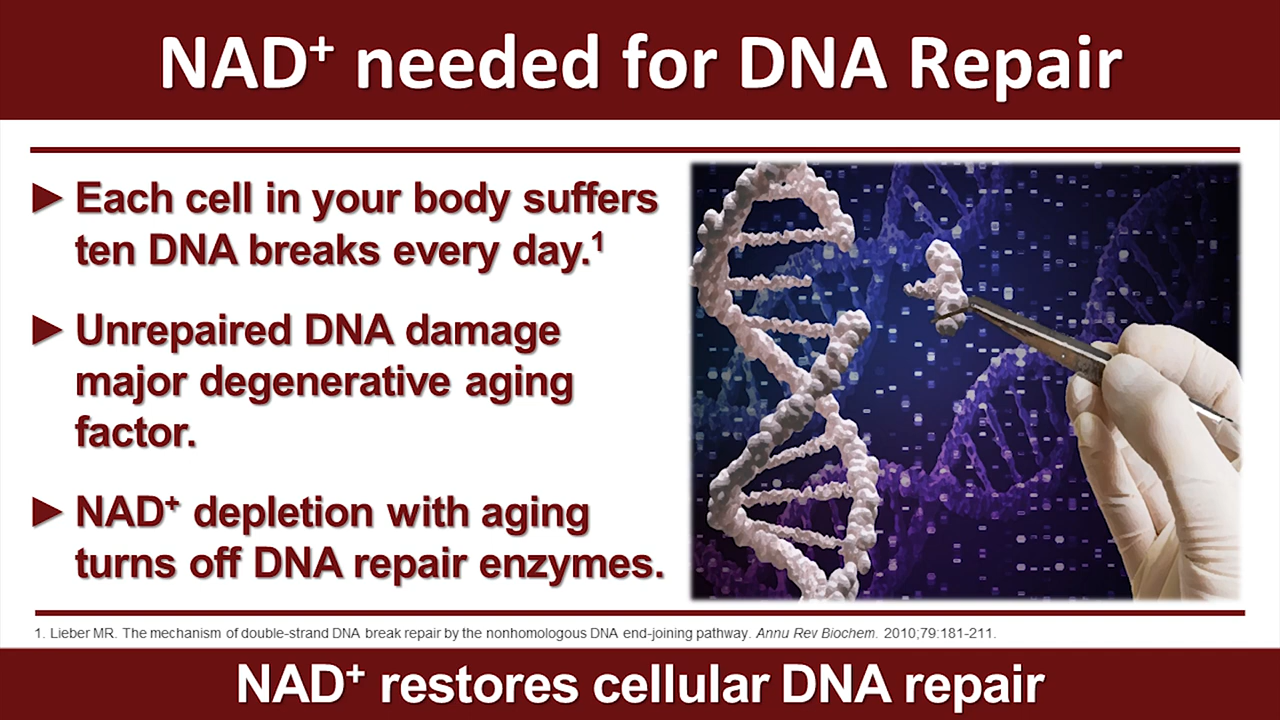 NAD⁺ needed for DNA Repair
► Each cell in your body suffers
ten DNA breaks every day.¹
► Unrepaired DNA damage
major degenerative aging
factor.
► NAD⁺ depletion with aging
turns off DNA repair enzymes.
1. Lieber MR. The mechanism of double-strand DNA break repair by the nonhomologous DNA end-joining pathway. Annu Rev Biochem. 2010;79:181-211.
NAD⁺ restores cellular DNA repair